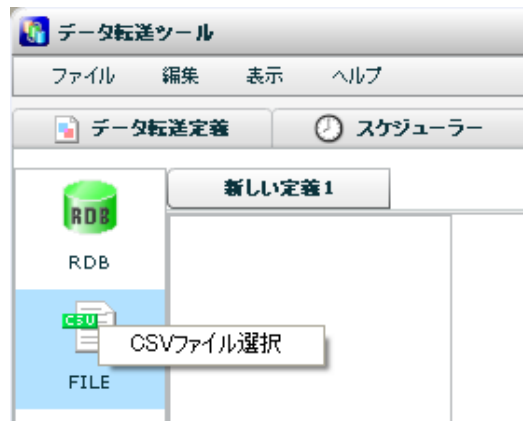 データ転送ツール
ファイル 編集 表示 ヘルプ
データ転送定義 スケジューラー
新しい定義1
RDB
RDB
CSV
CSVファイル選択
FILE